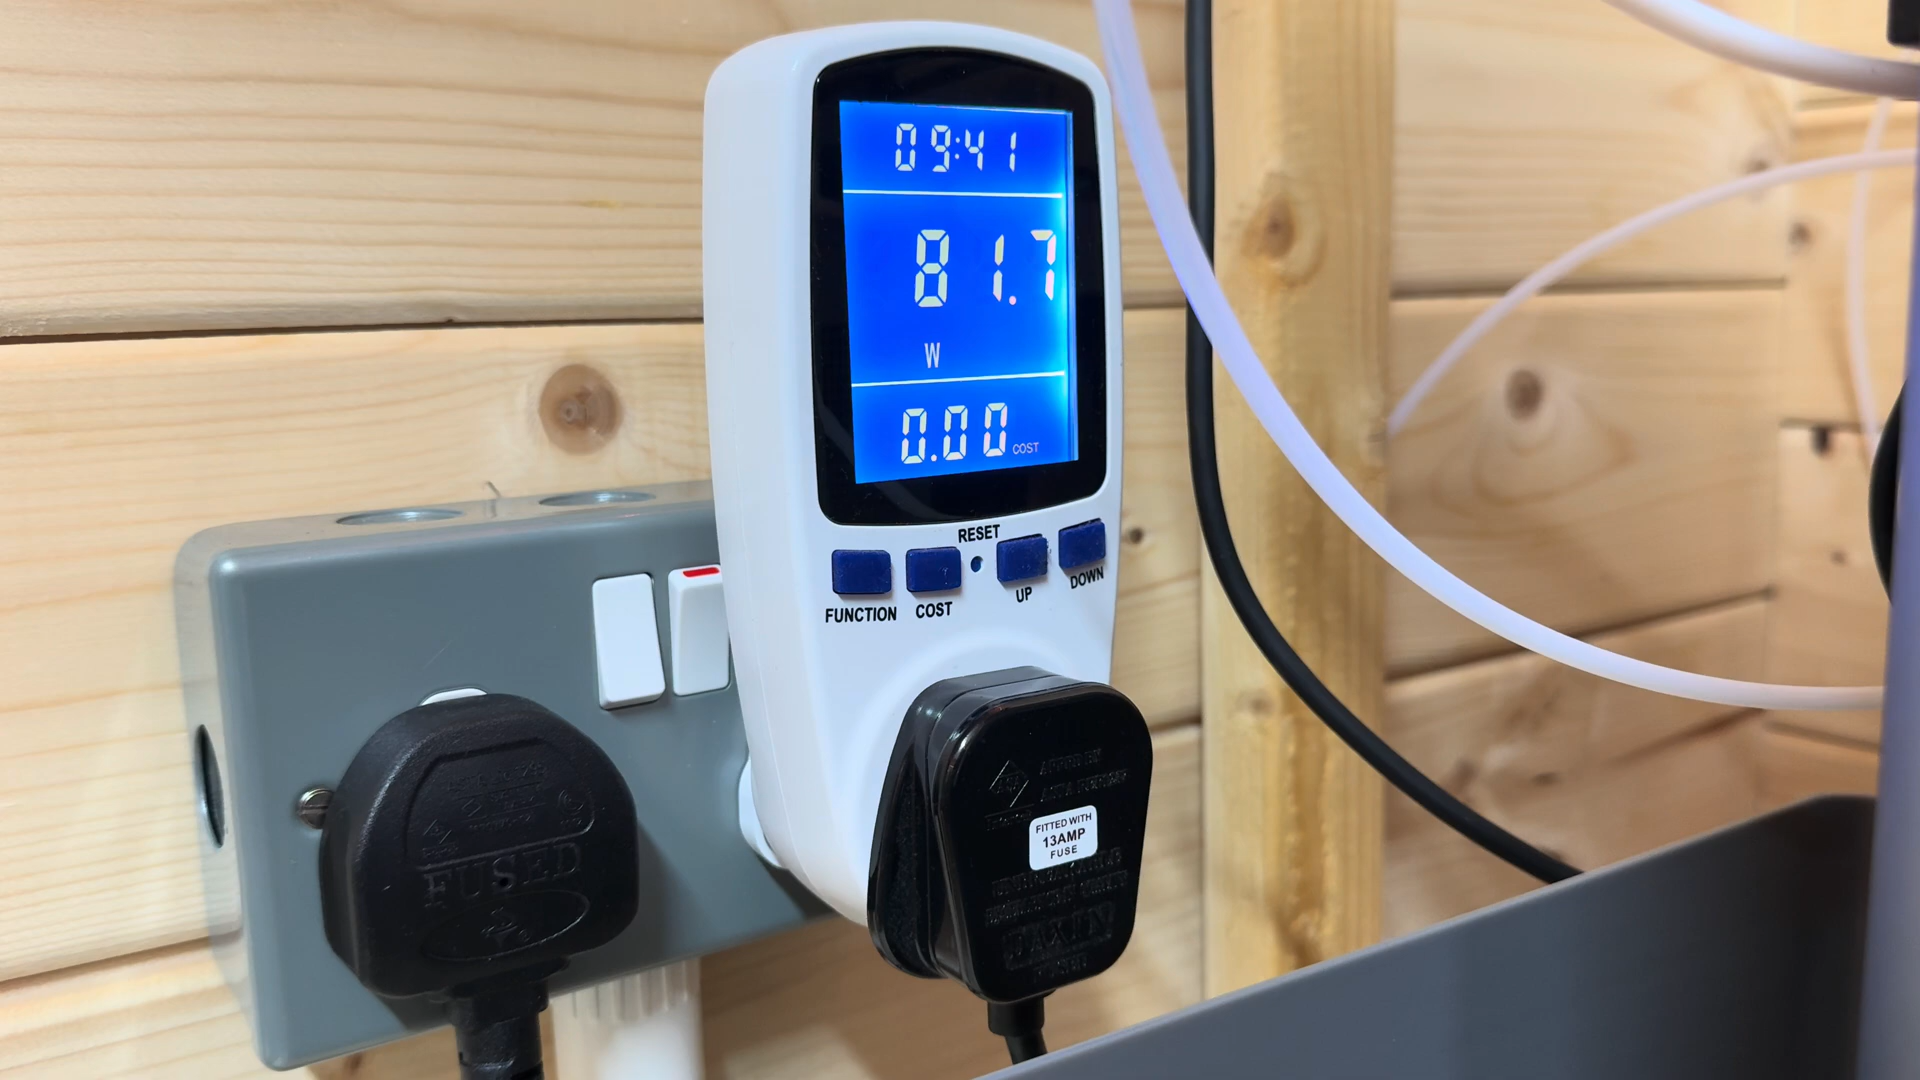 09:41
81.7
W
0.00 COST
RESET
FUNCTION COST UP DOWN
FITTED WITH
13AMP
FUSE
FUSED